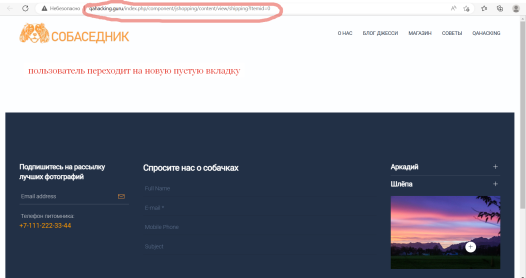 Небезопасно
qahacking.guru/index.php/component/jshopping/content/view/shipping?Itemid=0
СОБАСЕДНИК
О НАС БЛОГ ДЖЕССИ МАГАЗИН СОВЕТЫ QAHACKING
пользователь переходит на новую пустую вкладку
Подпишитесь на рассылку
лучших фотографий
Email address
Телефон питомника:
+7-111-222-33-44
Спросите нас о собачках
Full Name
E-mail *
Mobile Phone
Subject
Аркадий +
Шлёпа +